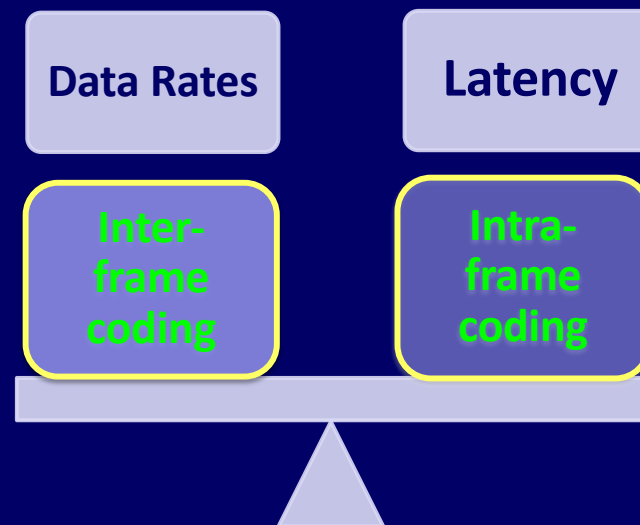 Data Rates
Latency
Inter-
frame
coding
Intra-
frame
coding